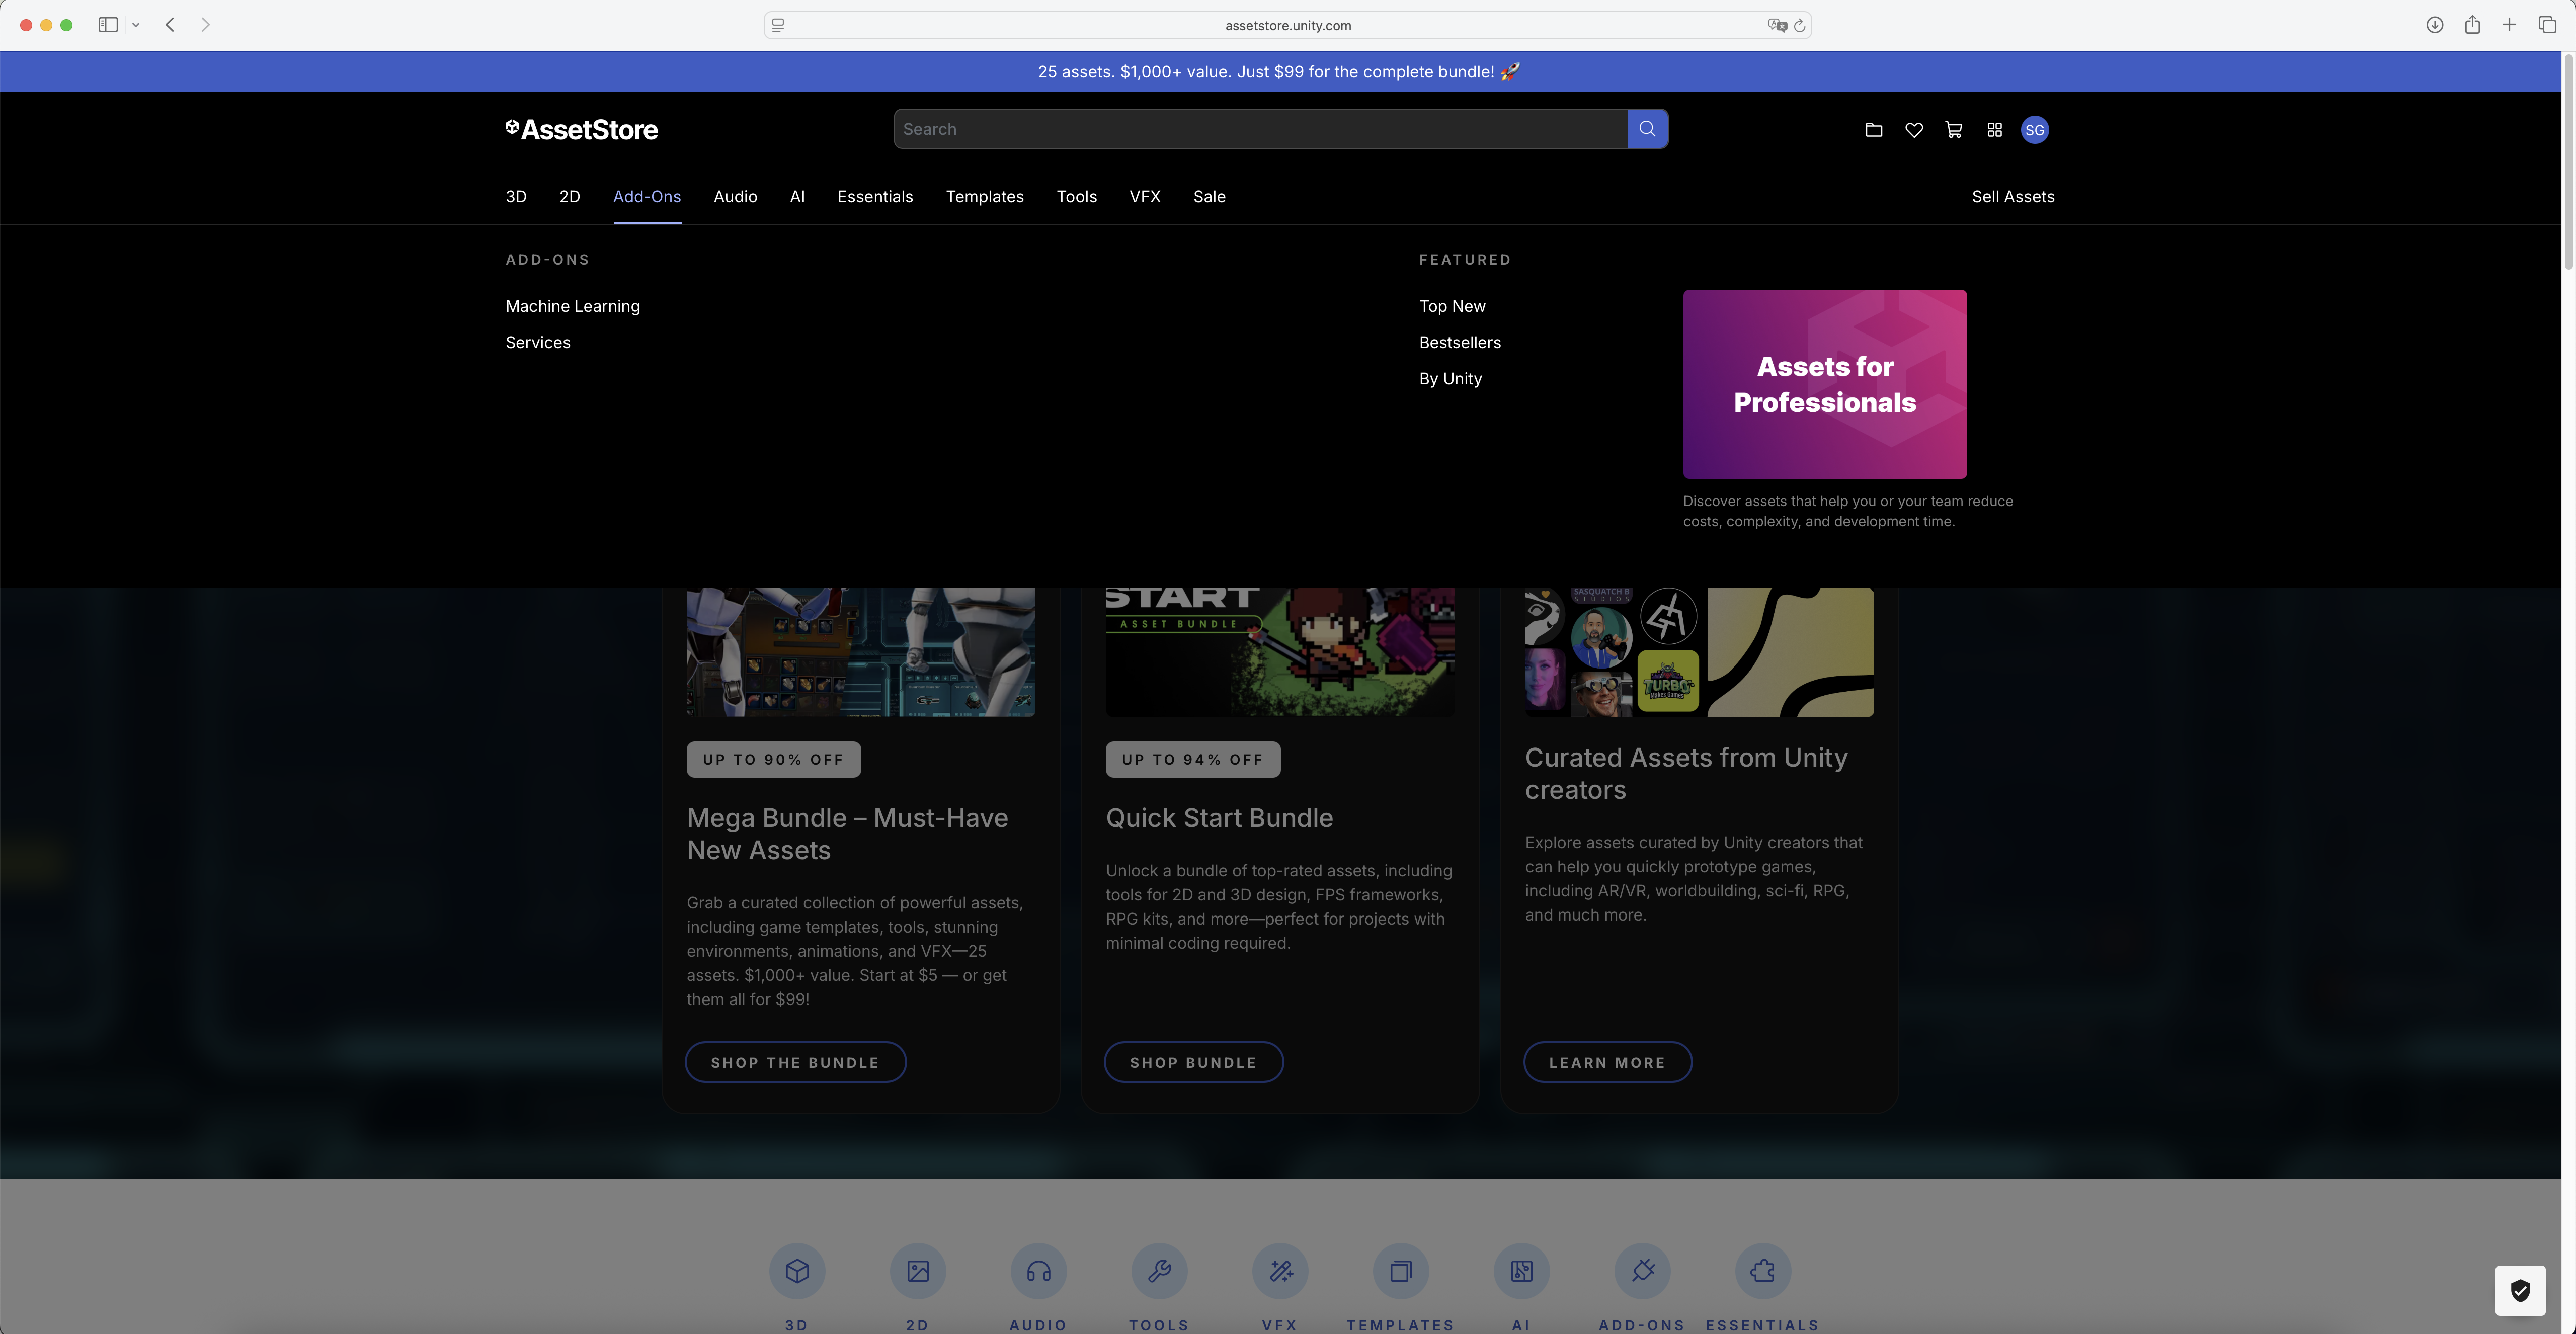 assetstore.unity.com
25 assets. $1,000+ value. Just $99 for the complete bundle! 🚀
AssetStore
Search
SG
3D
2D
Add-Ons
Audio
AI
Essentials
Templates
Tools
VFX
Sale
Sell Assets
ADD-ONS
Machine Learning
Services
FEATURED
Top New
Bestsellers
By Unity
Assets for
Professionals
Discover assets that help you or your team reduce
costs, complexity, and development time.
UP TO 90% OFF
Mega Bundle – Must-Have
New Assets
Grab a curated collection of powerful assets,
including game templates, tools, stunning
environments, animations, and VFX—25
assets. $1,000+ value. Start at $5 — or get
them all for $99!
SHOP THE BUNDLE
START
ASSET BUNDLE
UP TO 94% OFF
Quick Start Bundle
Unlock a bundle of top-rated assets, including
tools for 2D and 3D design, FPS frameworks,
RPG kits, and more—perfect for projects with
minimal coding required.
SHOP BUNDLE
SASQUATCH B
STUDIOS
TURBO
Makes Games
Curated Assets from Unity
creators
Explore assets curated by Unity creators that
can help you quickly prototype games,
including AR/VR, worldbuilding, sci-fi, RPG,
and much more.
LEARN MORE
3D
2D
AUDIO
TOOLS
VFX
TEMPLATES
AI
ADD-ONS
ESSENTIALS